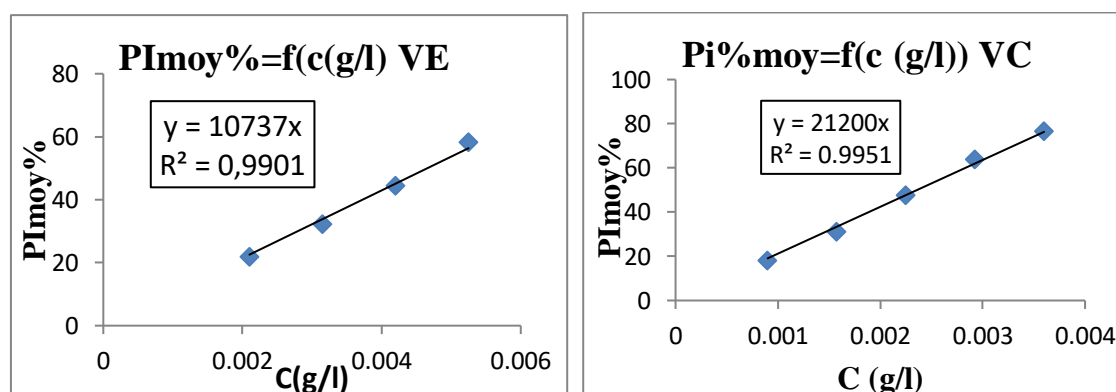 PImoy%=f(c(g/l) VE
y = 10737x
R² = 0,9901
PImoy%
80
60
40
20
0
0
0.002
0.004
0.006
C(g/l)
Pi%moy=f(c (g/l)) VC
y = 21200x
R² = 0.9951
PImoy%
100
80
60
40
20
0
0
0.001
0.002
0.003
0.004
C (g/l)